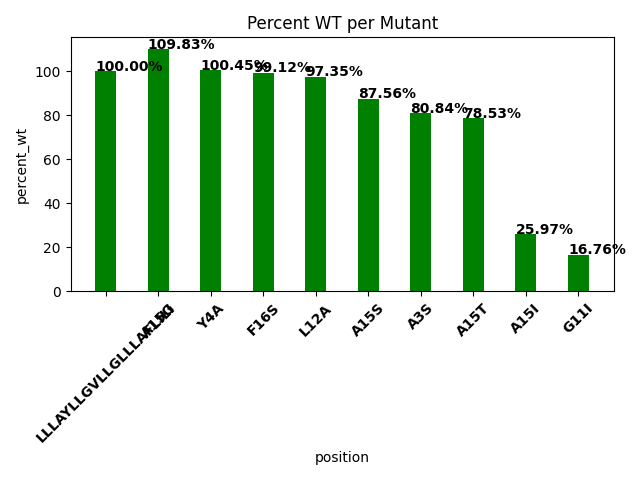 Percent WT per Mutant
percent_wt
100
80
60
40
20
0
100.00%
109.83%
100.45%
99.12%
97.35%
87.56%
80.84%
78.53%
25.97%
16.76%
Y4A
F16S
L12A
A15S
A3S
A15T
A15I
G11I
position